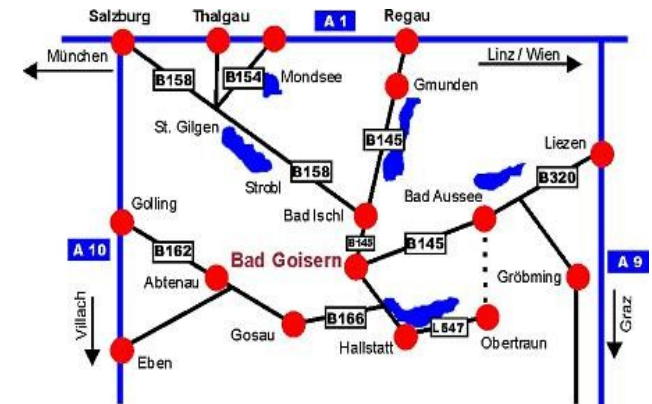 Salzburg
Thalgau
A 1
Regau
München
Linz / Wien
B158
B154
Mondsee
Gmunden
St. Gilgen
B145
Liezen
Strobl
B158
Bad Aussee
B320
Golling
Bad Ischl
B145
B145
A 10
B162
Bad Goisern
A 9
Abtenau
Gröbming
Villach
Gosau
B166
Hallstatt
L547
Obertraun
Graz
Eben